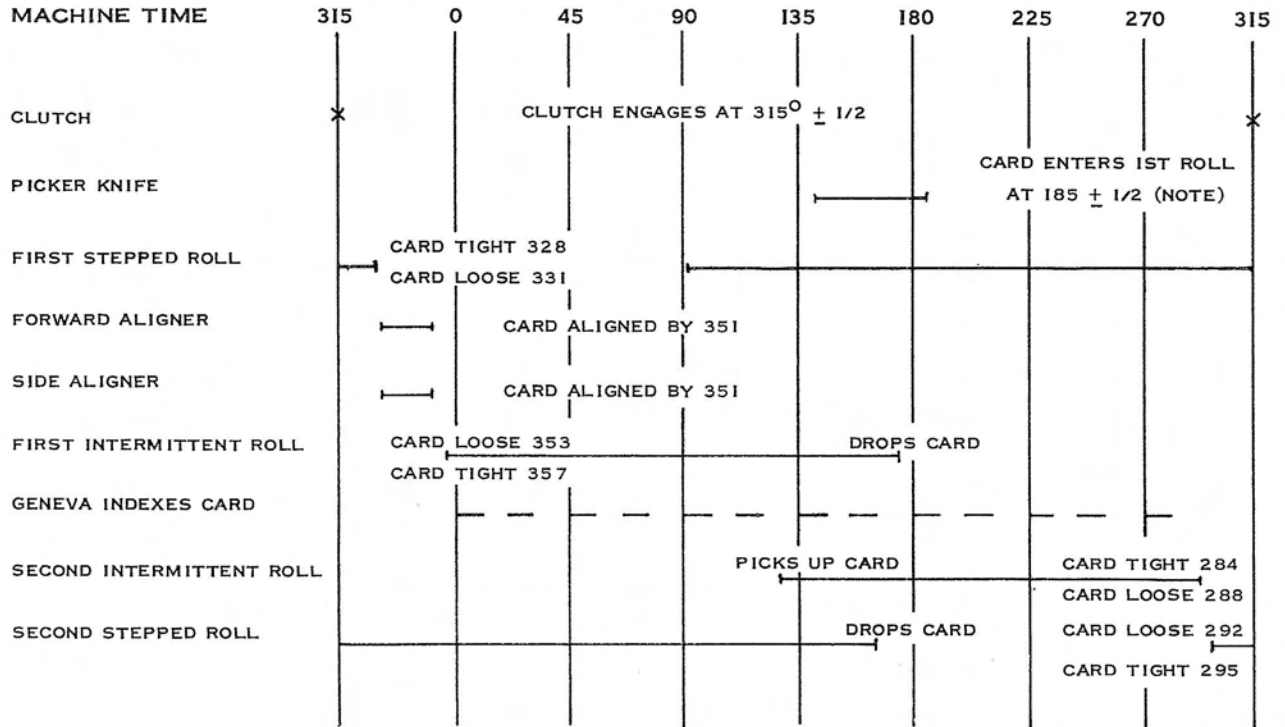 MACHINE TIME 315 0 45 90 135 180 225 270 315
CLUTCH CLUTCH ENGAGES AT 315° ± 1/2
CARD ENTERS 1ST ROLL
PICKER KNIFE AT 185 ± 1/2 (NOTE)
CARD TIGHT 328
FIRST STEPPED ROLL
CARD LOOSE 331
FORWARD ALIGNER CARD ALIGNED BY 351
SIDE ALIGNER CARD ALIGNED BY 351
FIRST INTERMITTENT ROLL CARD LOOSE 353 DROPS CARD
CARD TIGHT 357
GENEVA INDEXES CARD
SECOND INTERMITTENT ROLL PICKS UP CARD CARD TIGHT 284
CARD LOOSE 288
SECOND STEPPED ROLL DROPS CARD CARD LOOSE 292
CARD TIGHT 295